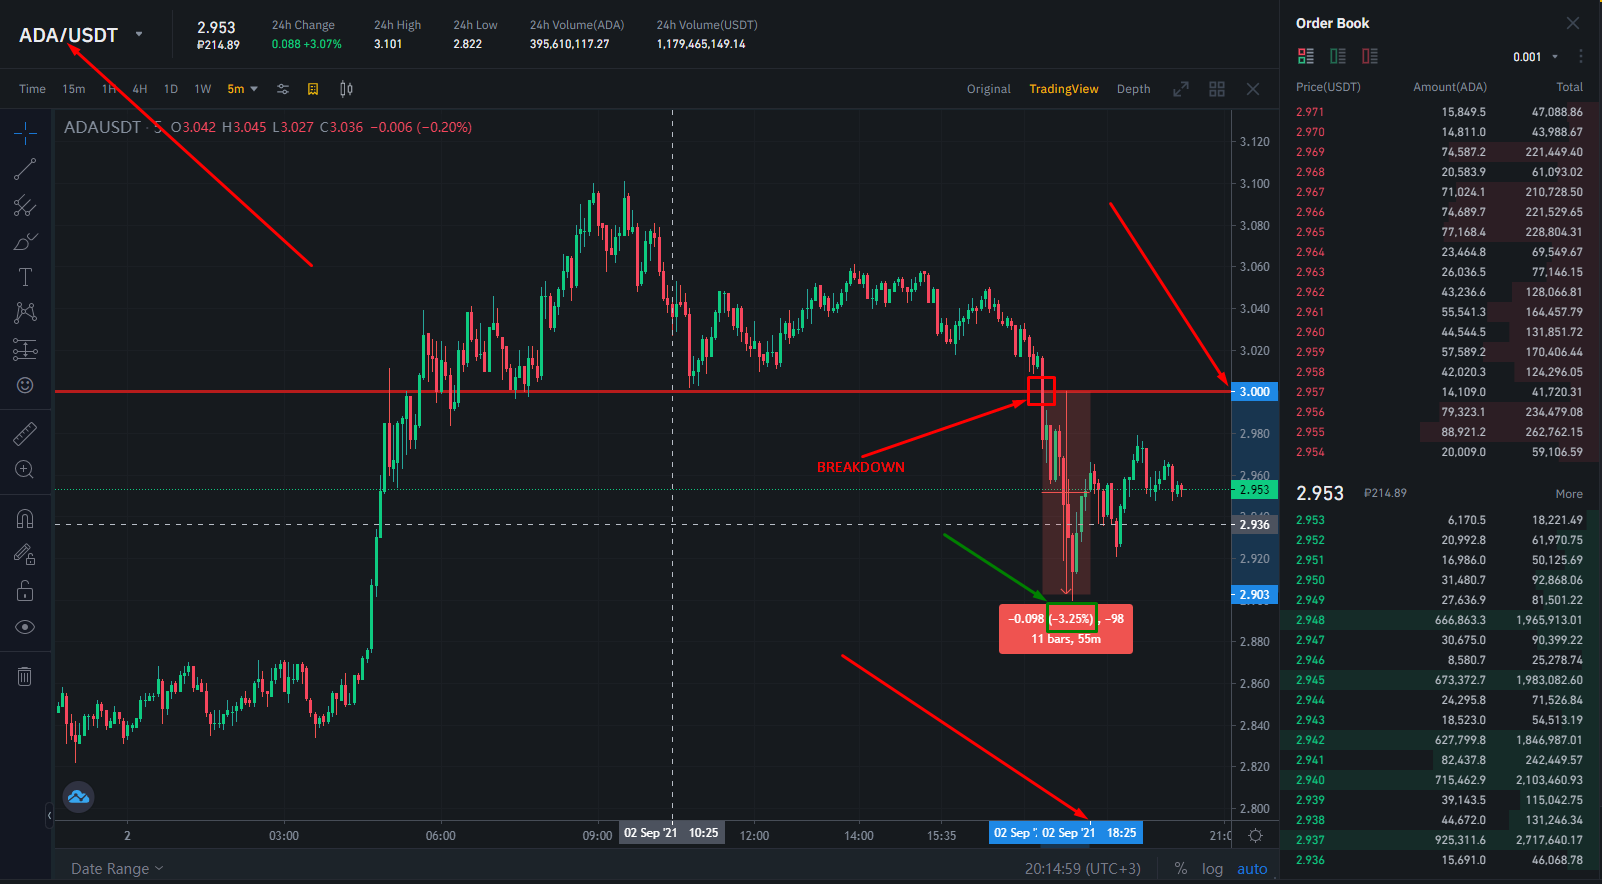 ADA/USDT
2.953
₽214.89
24h Change
0.088 +3.07%
24h High
3.101
24h Low
2.822
24h Volume(ADA)
395,610,117.27
24h Volume(USDT)
1,179,465,149.14
Time 15m 1H 4H 1D 1W 5m
Original TradingView Depth
ADAUSDT · 5 O3.042 H3.045 L3.027 C3.036 −0.006 (−0.20%)
3.120
3.100
3.080
3.060
3.040
3.020
3.000
2.980
2.960
2.953
2.936
2.920
2.903
2.880
2.860
2.840
2.820
2.800
BREAKDOWN
−0.098 (−3.25%) , −98
11 bars, 55m
2 03:00 06:00 09:00 02 Sep '21 10:25 12:00 14:00 15:35 02 Sep ' 02 Sep '21 18:25 21:0
Date Range
20:14:59 (UTC+3) % log auto
Order Book
0.001
Price(USDT) Amount(ADA) Total
2.971 15,849.5 47,088.86
2.970 14,811.0 43,988.67
2.969 74,587.2 221,449.40
2.968 20,583.9 61,093.02
2.967 71,024.1 210,728.50
2.966 74,689.7 221,529.65
2.965 77,168.4 228,804.31
2.964 23,464.8 69,549.67
2.963 26,036.5 77,146.15
2.962 43,236.6 128,066.81
2.961 55,541.3 164,457.79
2.960 44,544.5 131,851.72
2.959 57,589.2 170,406.44
2.958 42,020.3 124,296.05
2.957 14,109.0 41,720.31
2.956 79,323.1 234,479.08
2.955 88,921.2 262,762.15
2.954 20,009.0 59,106.59
2.953 ₽214.89 More
2.953 6,170.5 18,221.49
2.952 20,992.8 61,970.75
2.951 16,986.0 50,125.69
2.950 31,480.7 92,868.06
2.949 27,636.9 81,501.22
2.948 666,863.3 1,965,913.01
2.947 30,675.0 90,399.22
2.946 8,580.7 25,278.74
2.945 673,372.7 1,983,082.60
2.944 24,295.8 71,526.84
2.943 18,523.0 54,513.19
2.942 627,799.8 1,846,987.01
2.941 82,437.8 242,449.57
2.940 715,462.9 2,103,460.93
2.939 39,143.5 115,042.75
2.938 44,672.0 131,246.34
2.937 925,311.6 2,717,640.17
2.936 15,691.0 46,068.78